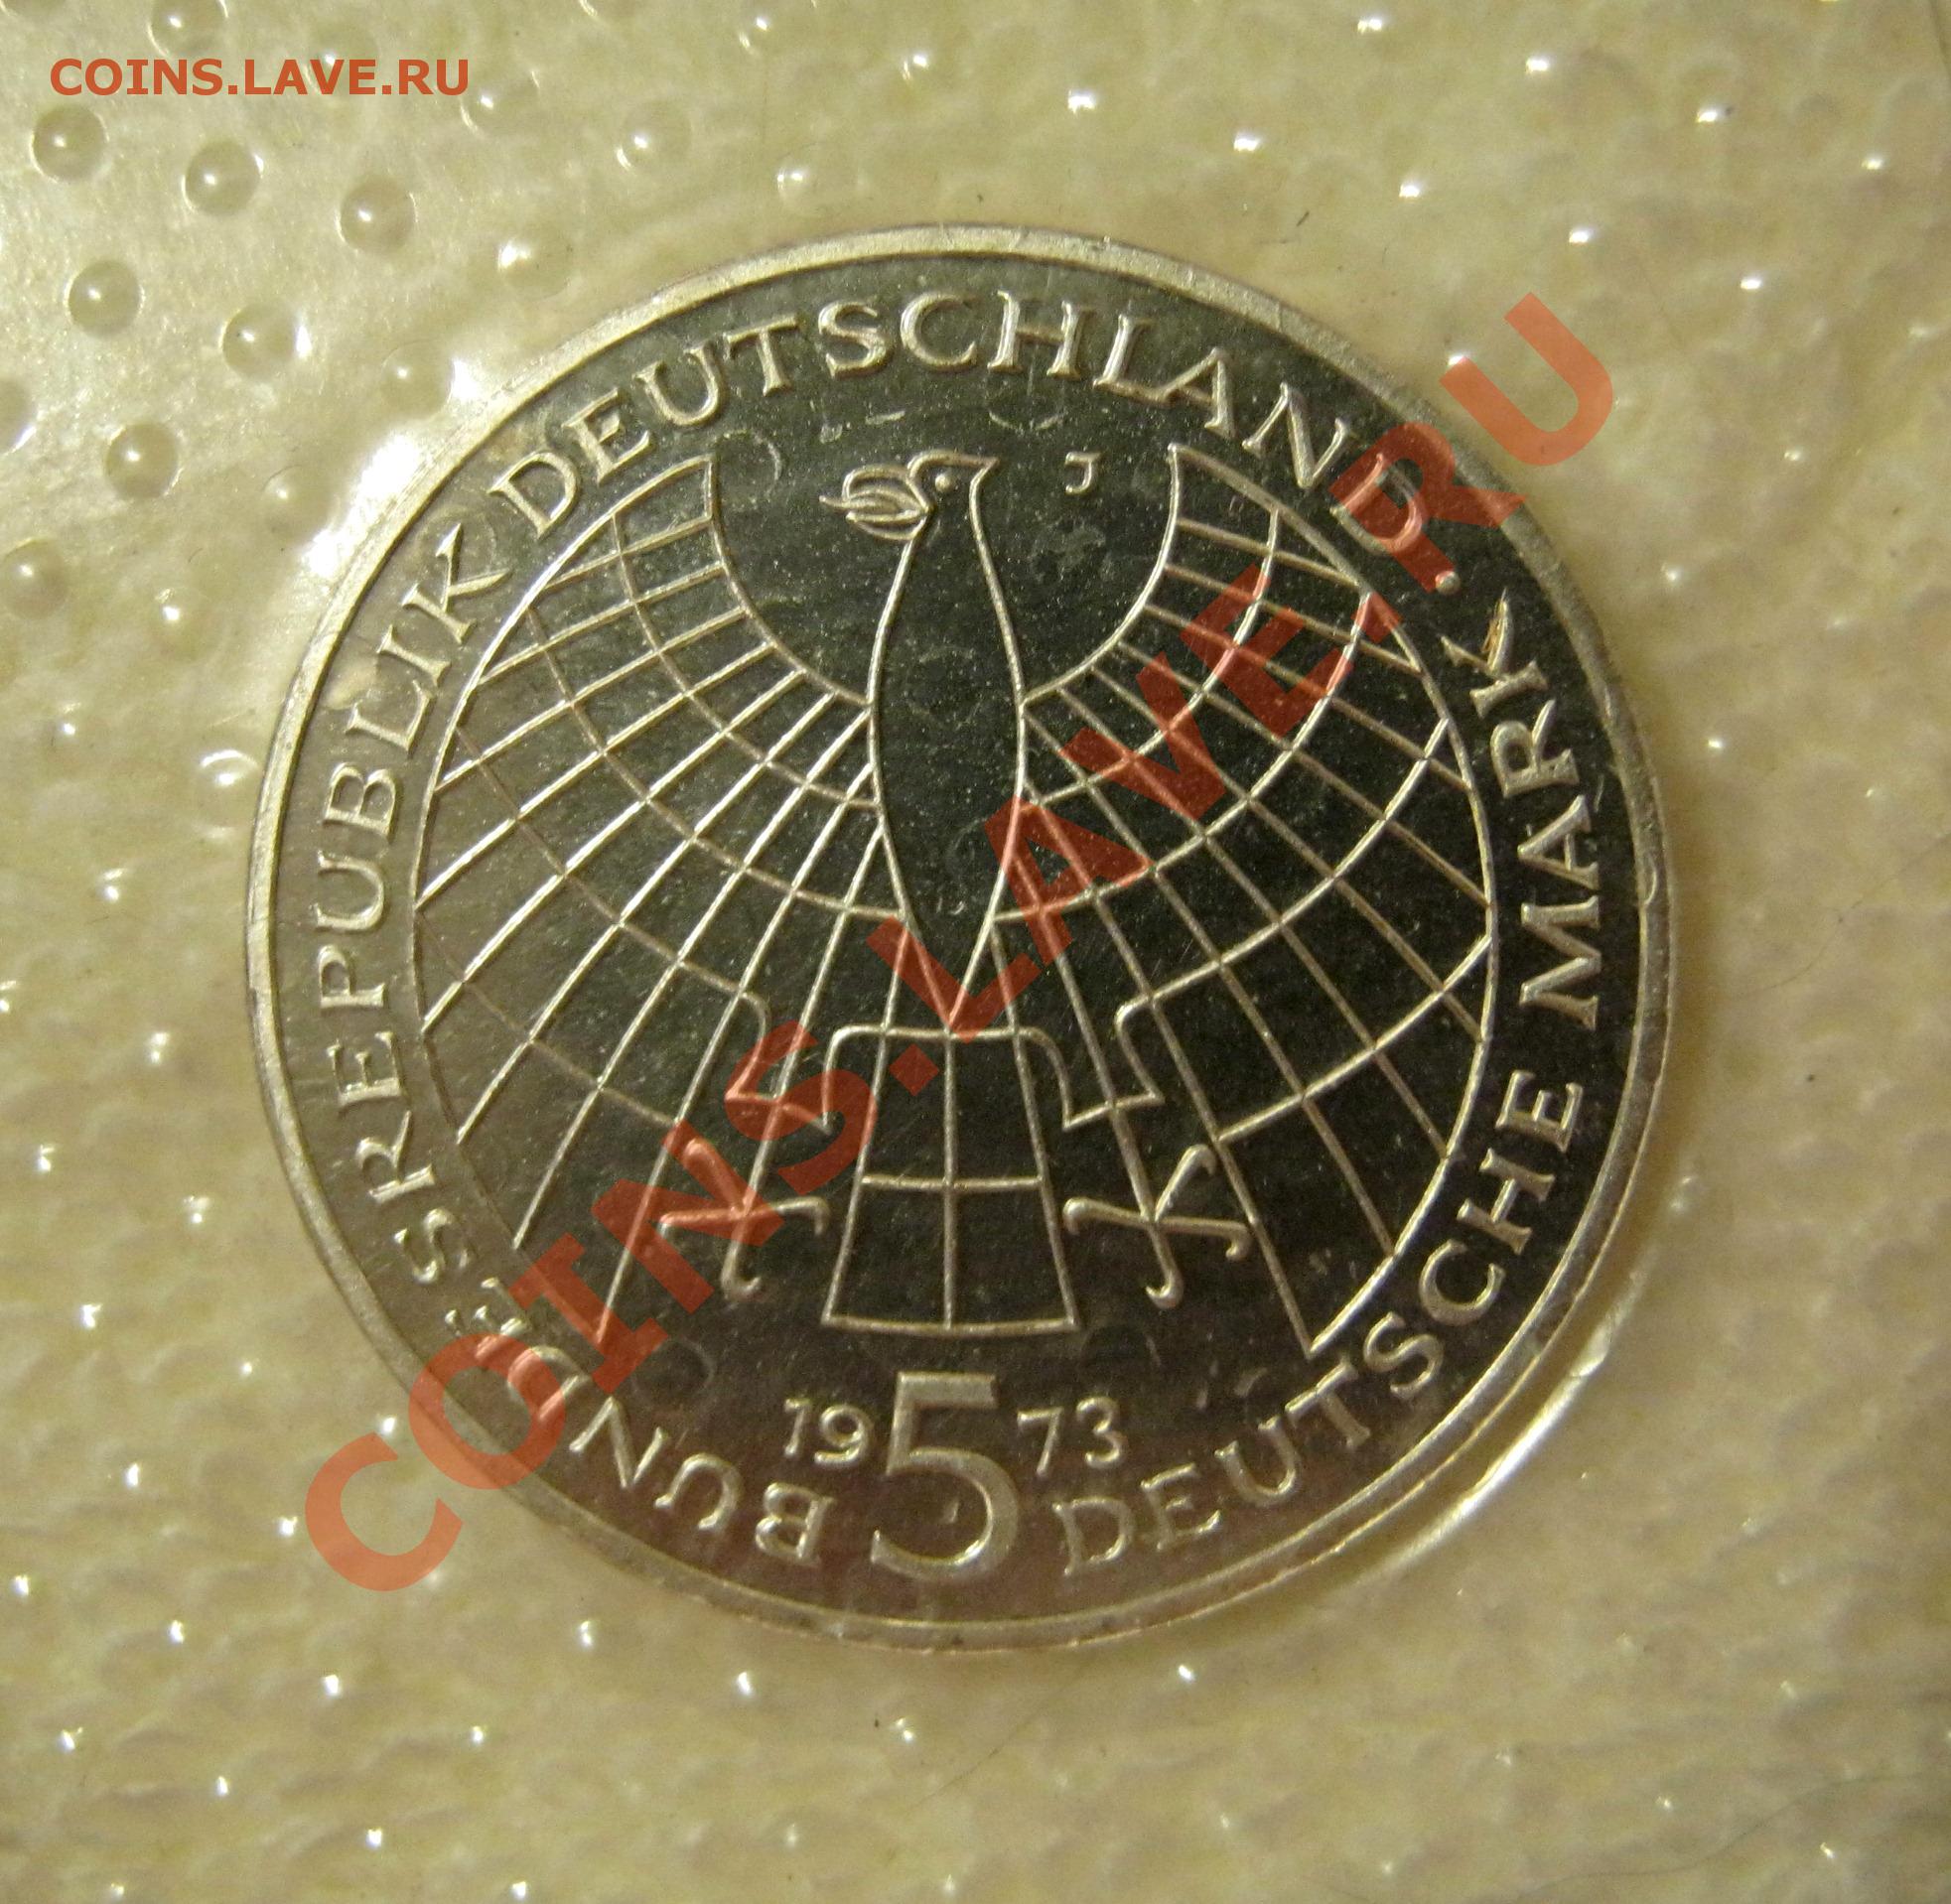 COINS.LAVE.RU
BUNDESREPUBLIK DEUTSCHLAND.
J
19 73
5
DEUTSCHE MARK
COINS.LAVE.RU